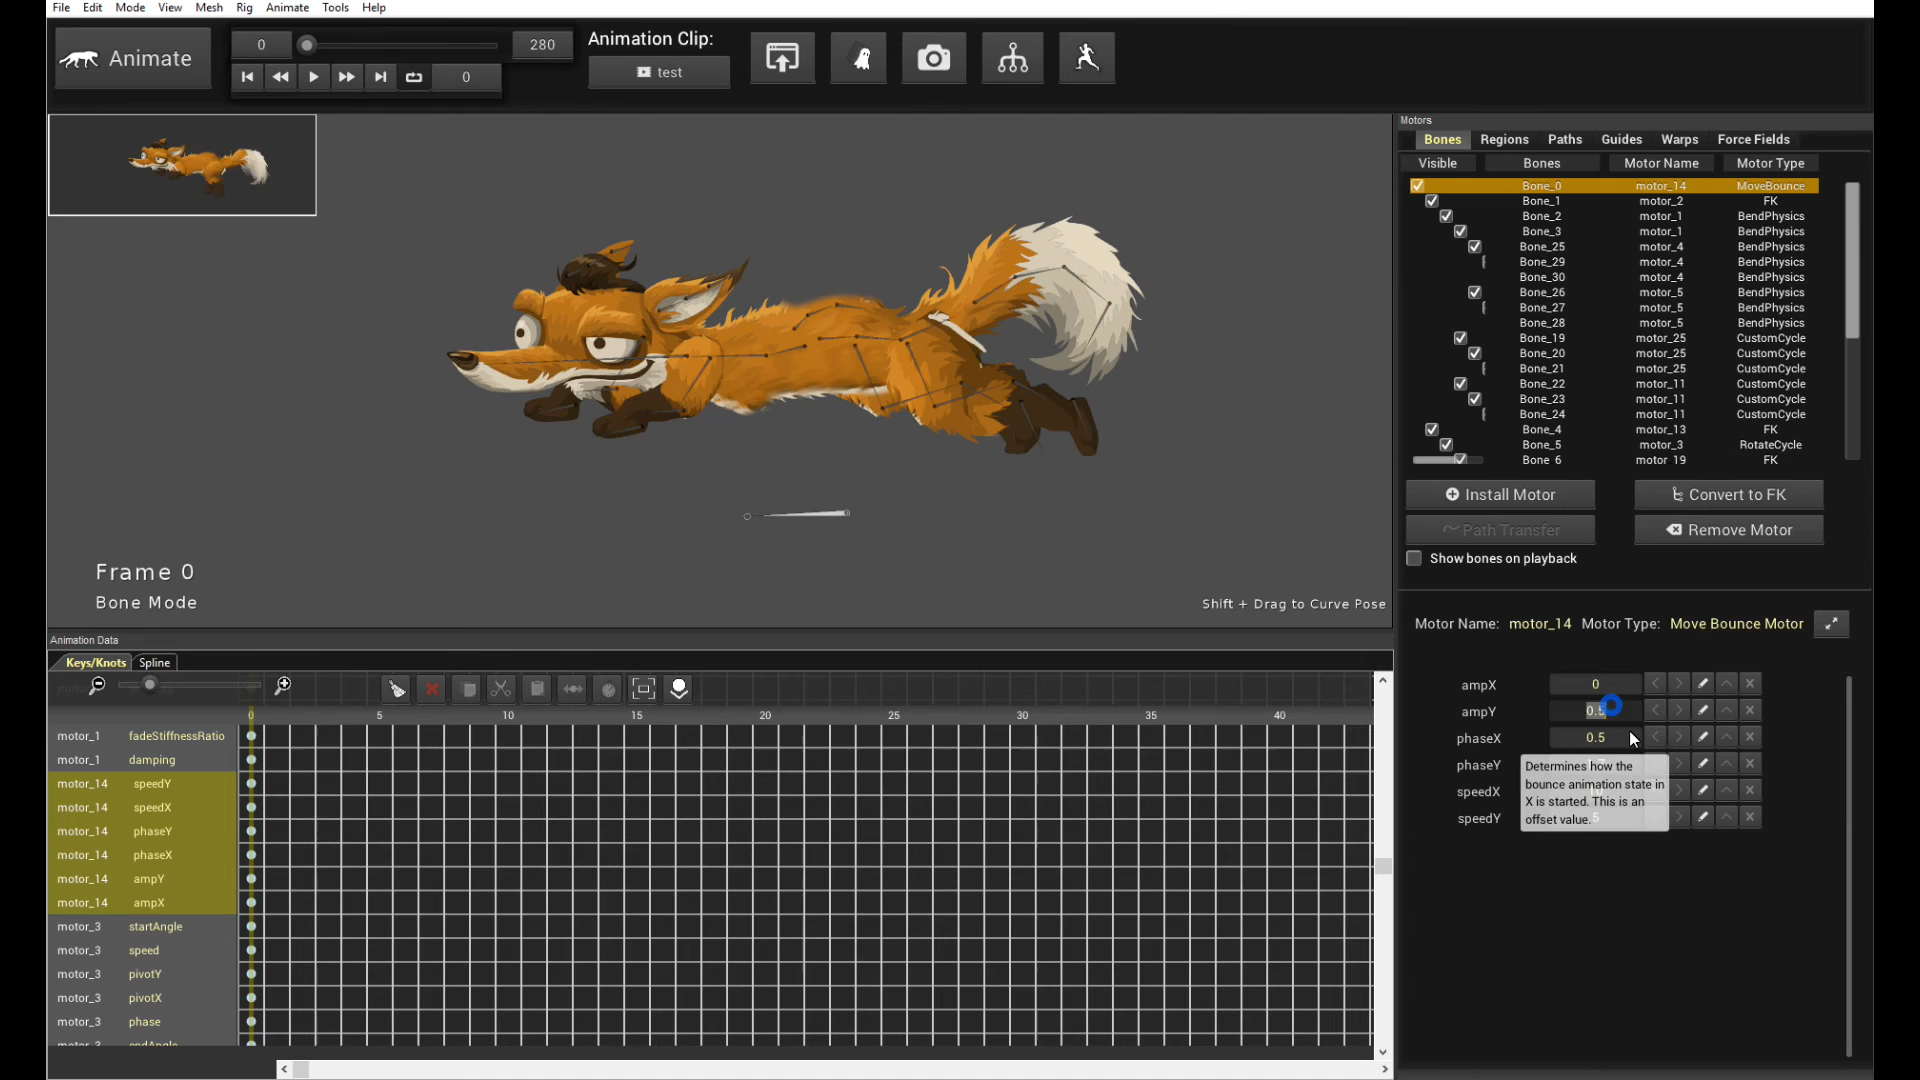 File Edit Mode View Mesh Rig Animate Tools Help
Animate
0 280
0
Animation Clip:
test
Frame 0
Bone Mode
Shift + Drag to Curve Pose
Motors
Bones Regions Paths Guides Warps Force Fields
Visible Bones Motor Name Motor Type
Bone_0 motor_14 MoveBounce
Bone_1 motor_2 FK
Bone_2 motor_1 BendPhysics
Bone_3 motor_1 BendPhysics
Bone_25 motor_4 BendPhysics
Bone_29 motor_4 BendPhysics
Bone_30 motor_4 BendPhysics
Bone_26 motor_5 BendPhysics
Bone_27 motor_5 BendPhysics
Bone_28 motor_5 BendPhysics
Bone_19 motor_25 CustomCycle
Bone_20 motor_25 CustomCycle
Bone_21 motor_25 CustomCycle
Bone_22 motor_11 CustomCycle
Bone_23 motor_11 CustomCycle
Bone_24 motor_11 CustomCycle
Bone_4 motor_13 FK
Bone_5 motor_3 RotateCycle
Bone_6 motor_19 FK
Install Motor Convert to FK
Path Transfer Remove Motor
Show bones on playback
Motor Name: motor_14 Motor Type: Move Bounce Motor
ampX 0
ampY 0.5
phaseX 0.5
phaseY
speedX
speedY
Determines how the
bounce animation state in
X is started. This is an
offset value.
Animation Data
Keys/Knots Spline
0 5 10 15 20 25 30 35 40
motor_1 fadeStiffnessRatio
motor_1 damping
motor_14 speedY
motor_14 speedX
motor_14 phaseY
motor_14 phaseX
motor_14 ampY
motor_14 ampX
motor_3 startAngle
motor_3 speed
motor_3 pivotY
motor_3 pivotX
motor_3 phase
motor_3 endAngle